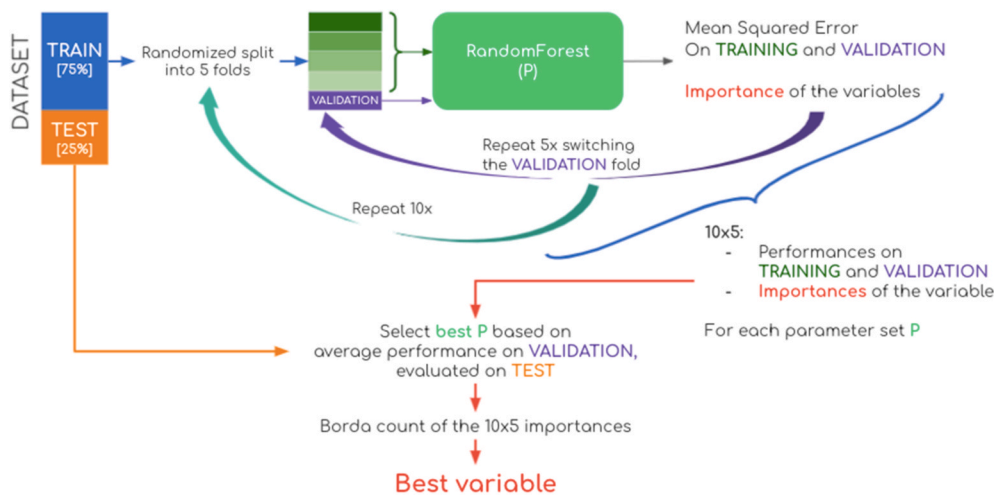 DATASET
TRAIN
[75%]
TEST
[25%]
Randomized split
into 5 folds
VALIDATION
RandomForest
(P)
Mean Squared Error
On TRAINING and VALIDATION
Importance of the variables
Repeat 5x switching
the VALIDATION fold
Repeat 10x
10x5:
- Performances on
TRAINING and VALIDATION
- Importances of the variable
For each parameter set P
Select best P based on
average performance on VALIDATION,
evaluated on TEST
Borda count of the 10x5 importances
Best variable